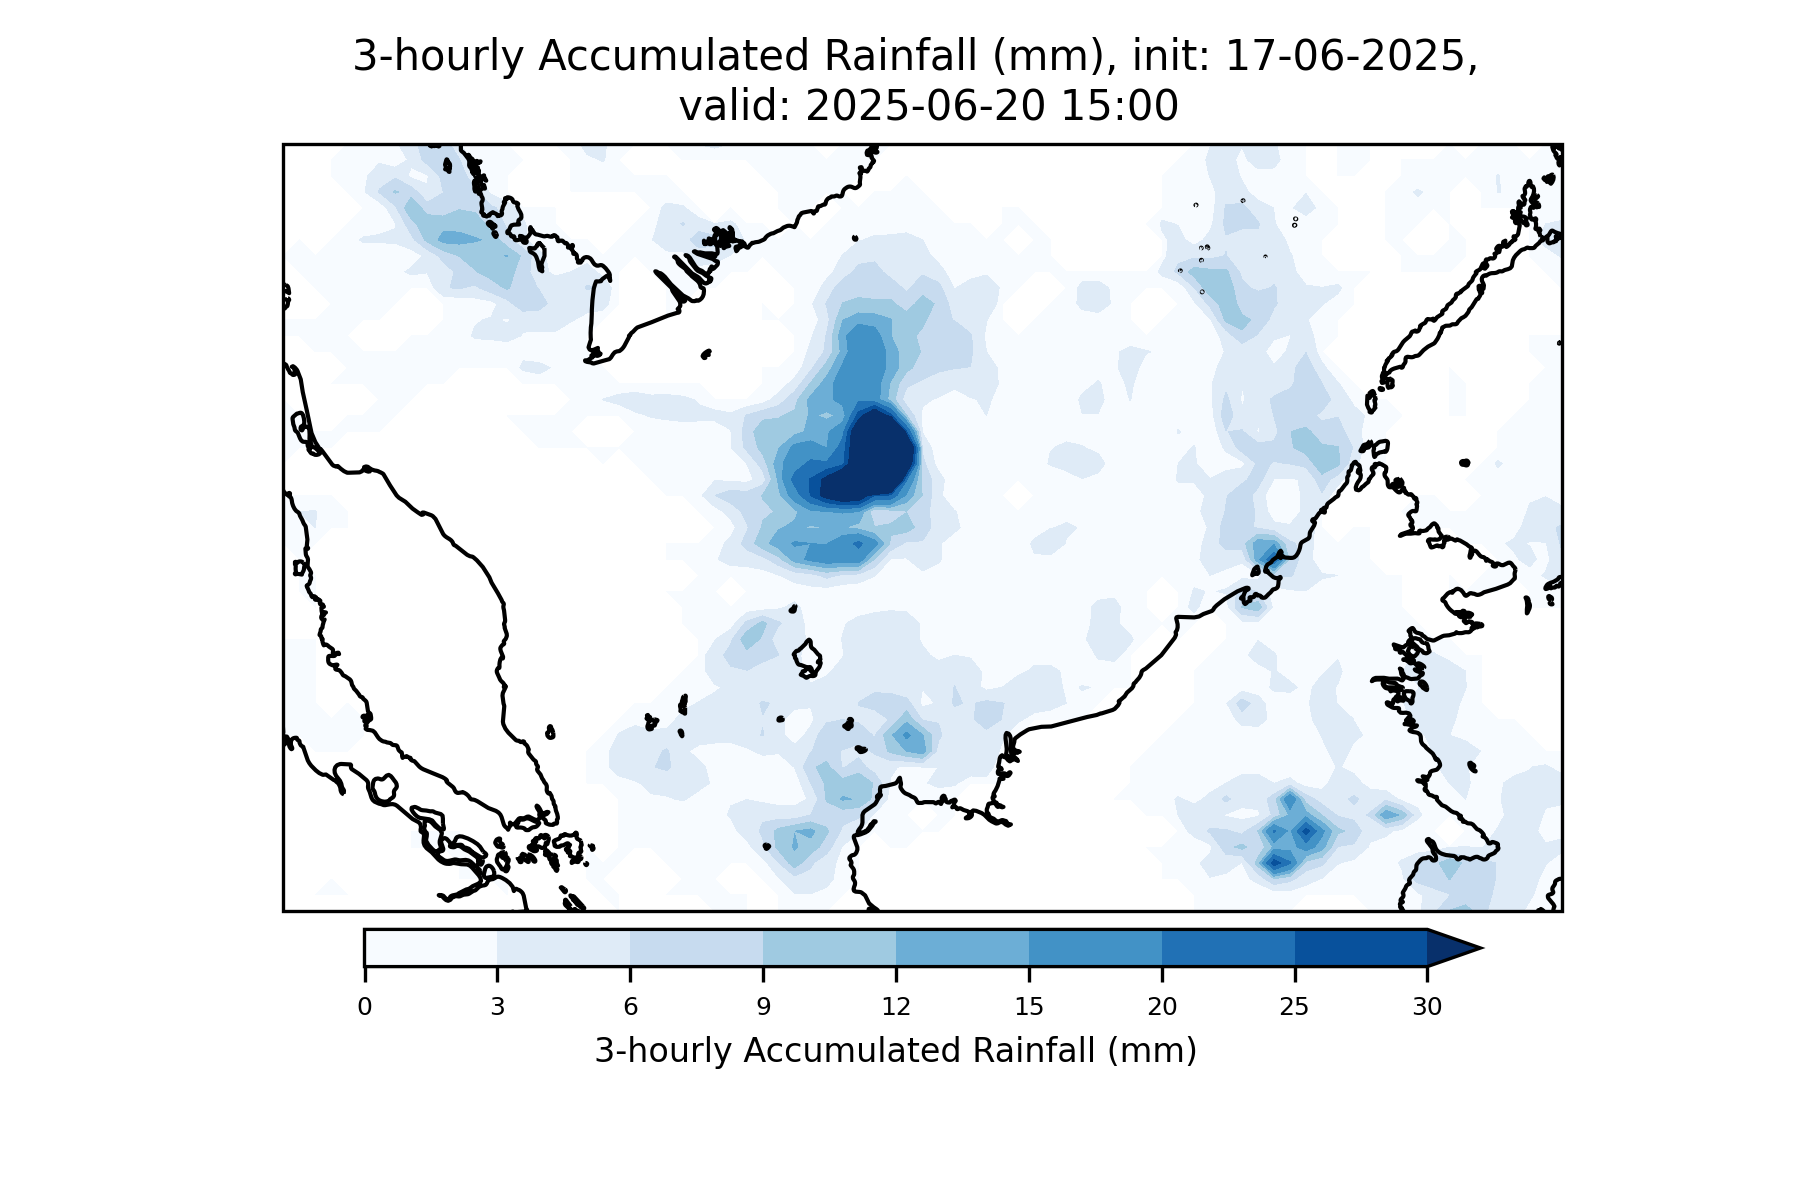 3-hourly Accumulated Rainfall (mm), init: 17-06-2025,
valid: 2025-06-20 15:00
0 3 6 9 12 15 20 25 30
3-hourly Accumulated Rainfall (mm)